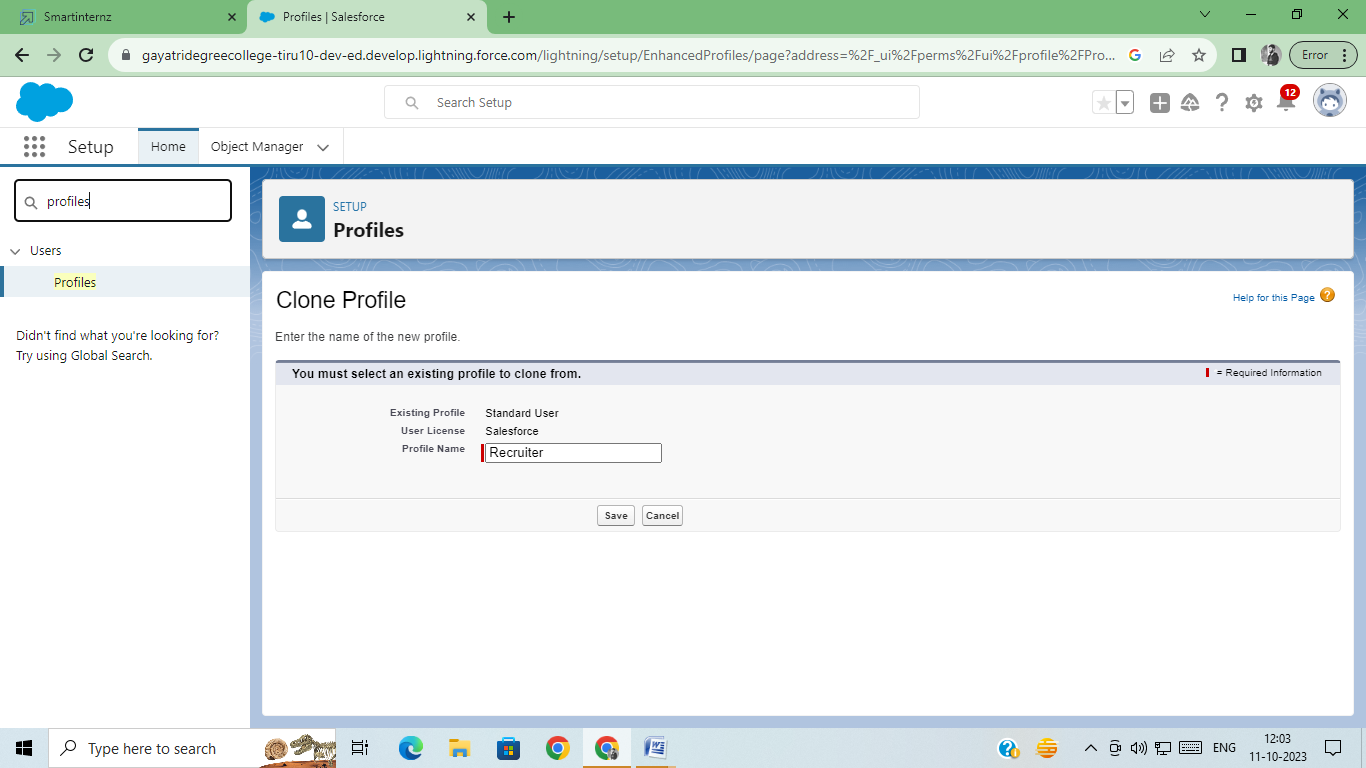 Smartinternz
Profiles | Salesforce
gayatridegreecollege-tiru10-dev-ed.develop.lightning.force.com/lightning/setup/EnhancedProfiles/page?address=%2F_ui%2Fperms%2Fui%2Fprofile%2FPro...
Error
Search Setup
12
Setup
Home
Object Manager
profiles
Users
Profiles
Didn't find what you're looking for?
Try using Global Search.
SETUP
Profiles
Clone Profile
Help for this Page ?
Enter the name of the new profile.
You must select an existing profile to clone from.
= Required Information
Existing Profile Standard User
User License Salesforce
Profile Name Recruiter
Save Cancel
Type here to search
ENG
12:03
11-10-2023